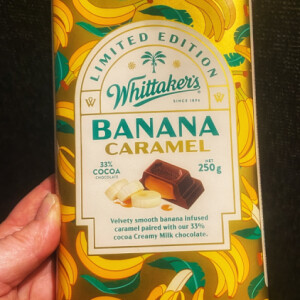 LIMITED EDITION
Whittaker's
SINCE 1896
BANANA
CARAMEL
33%
COCOA
CHOCOLATE
NET
250g
Velvety smooth banana infused
caramel paired with our 33%
cocoa Creamy Milk chocolate.